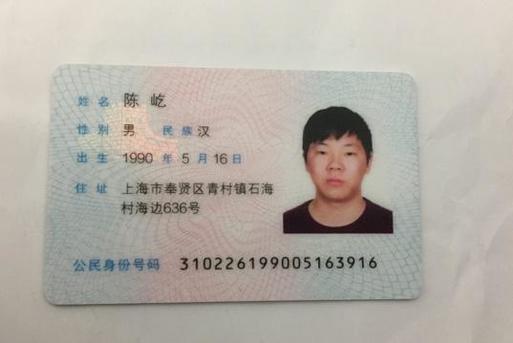 姓名 陈屹
性别 男 民族 汉
出生 1990 年 5 月 16 日
住址 上海市奉贤区青村镇石海
村海边636号
公民身份号码 310226199005163916